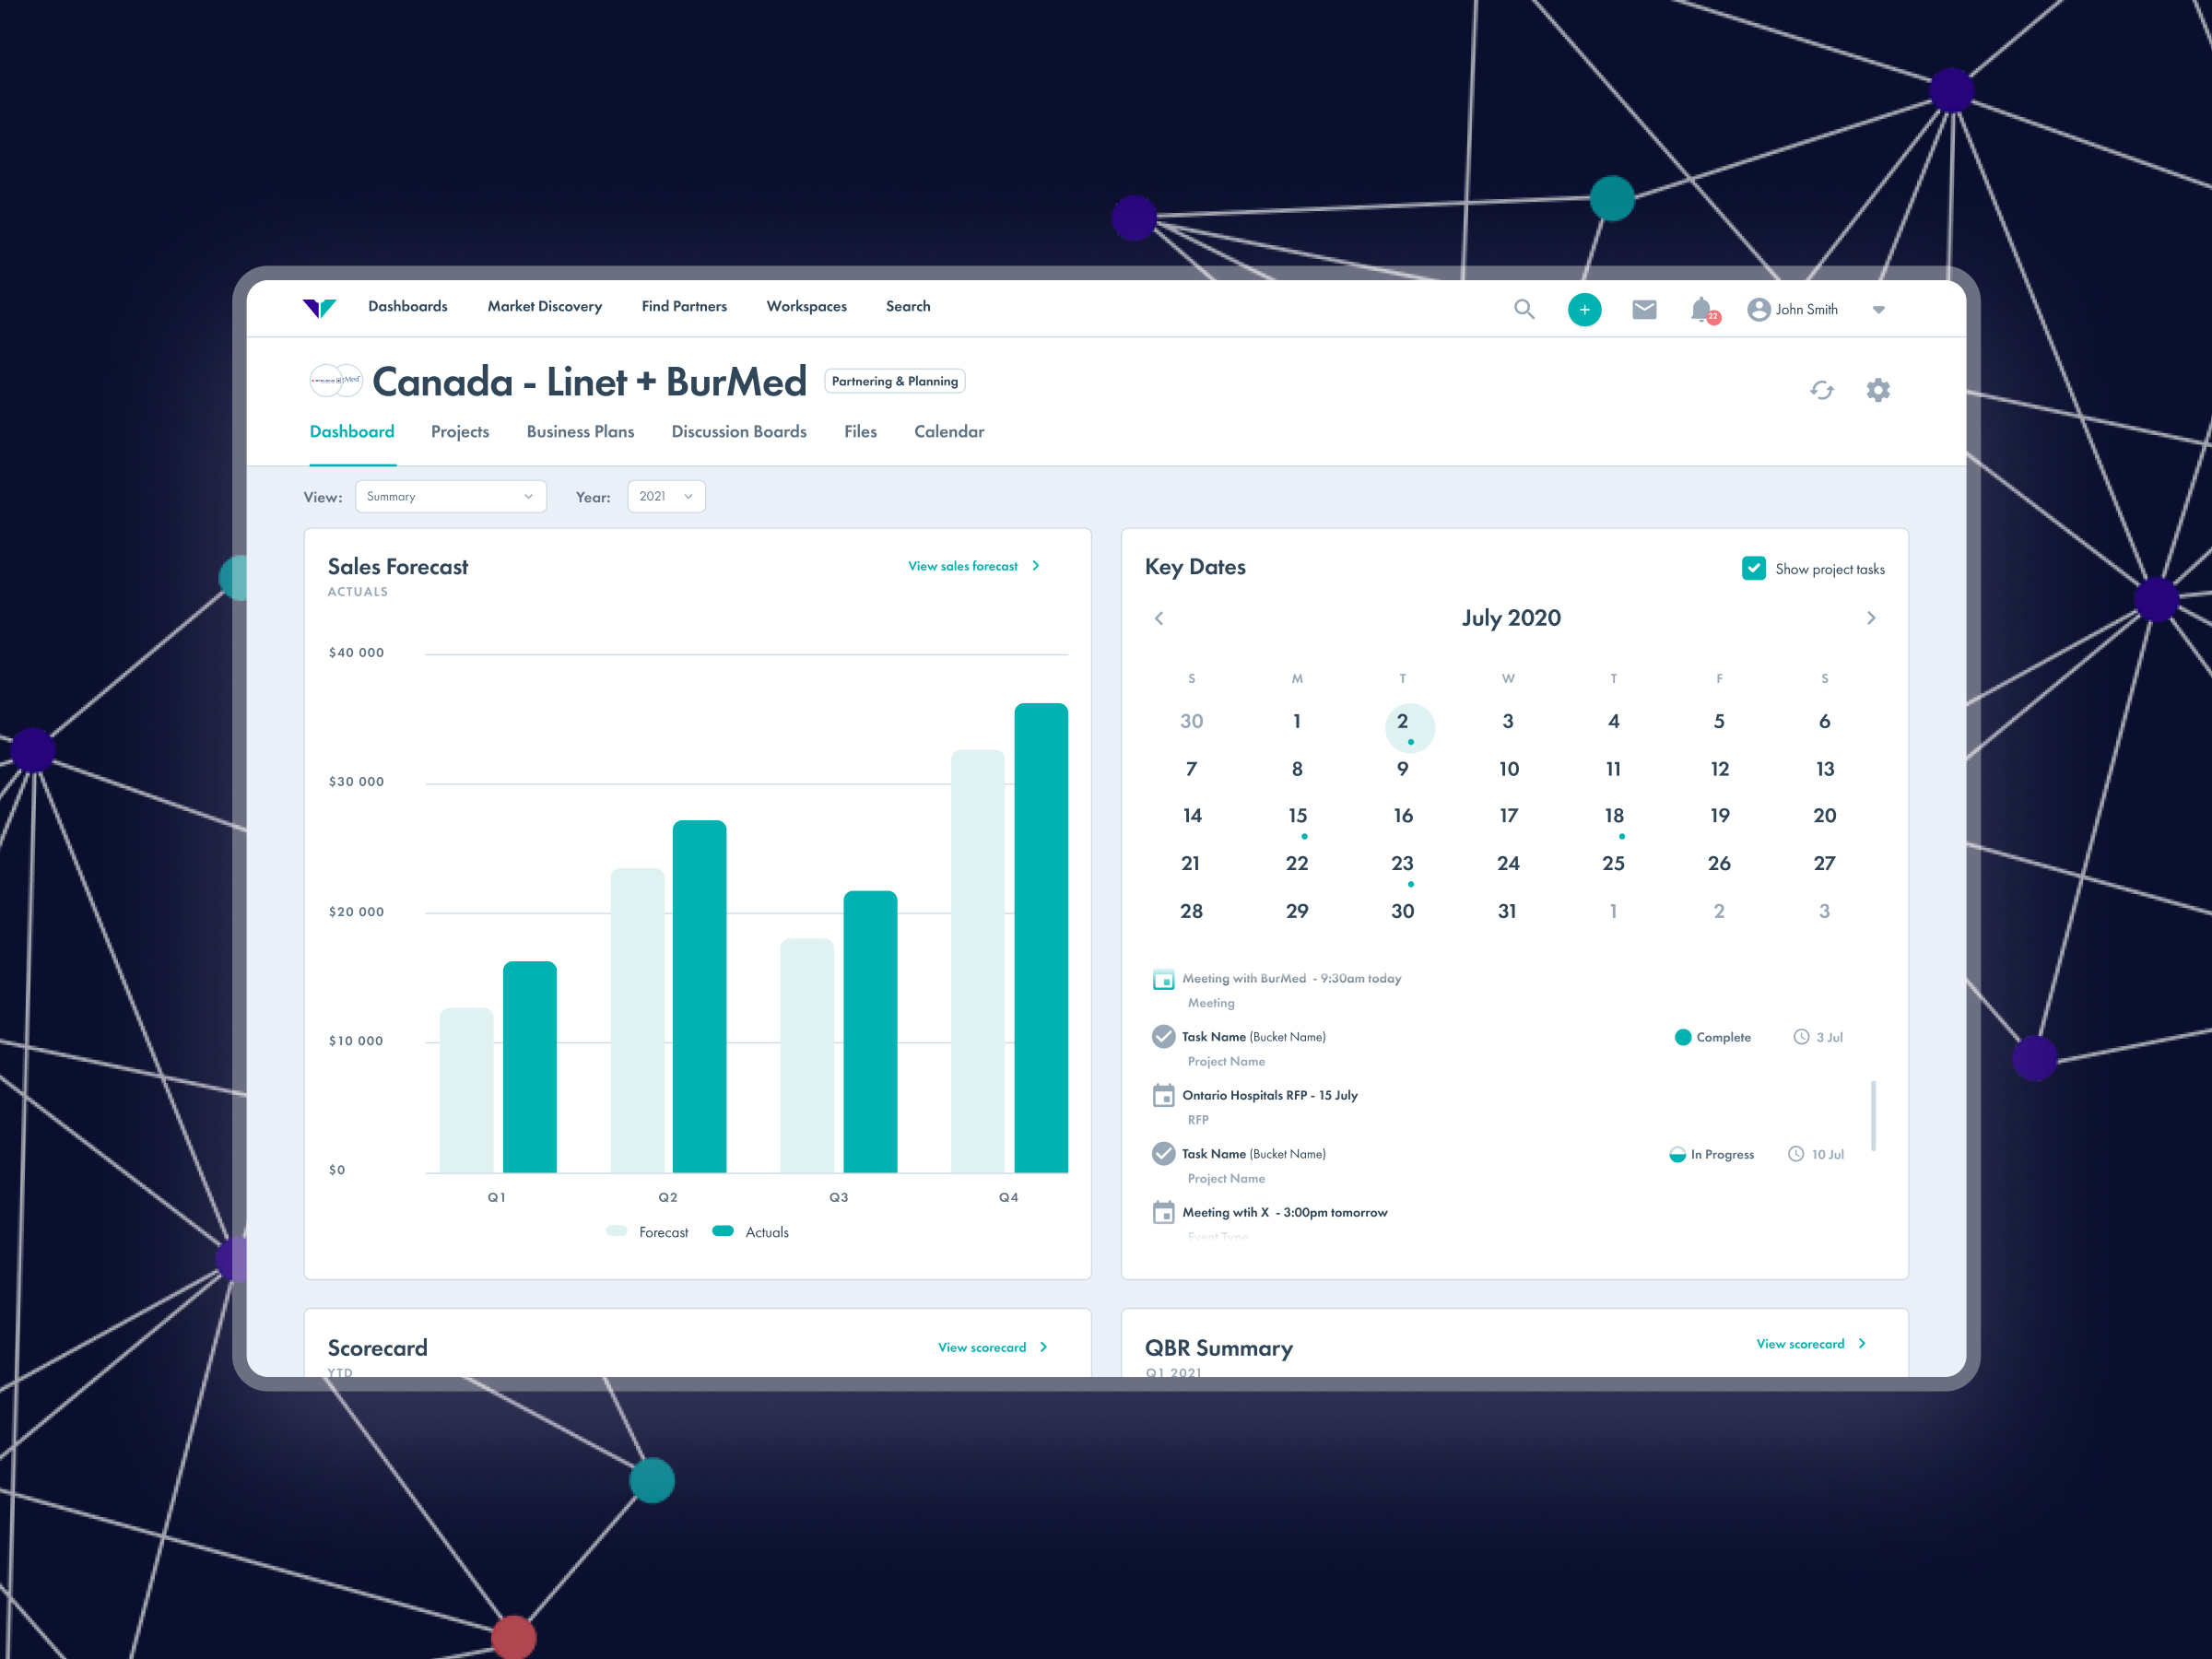 Dashboards Market Discovery Find Partners Workspaces Search + 22 John Smith
Canada - Linet + BurMed Partnering & Planning
Dashboard Projects Business Plans Discussion Boards Files Calendar
View: Summary Year: 2021
Sales Forecast View sales forecast
ACTUALS
$40 000
$30 000
$20 000
$10 000
$0
Q1 Q2 Q3 Q4
Forecast Actuals
Key Dates Show project tasks
July 2020
S M T W T F S
30 1 2 3 4 5 6
7 8 9 10 11 12 13
14 15 16 17 18 19 20
21 22 23 24 25 26 27
28 29 30 31 1 2 3
Meeting with BurMed - 9:30am today
Meeting
Task Name (Bucket Name) Complete 3 Jul
Project Name
Ontario Hospitals RFP - 15 July
RFP
Task Name (Bucket Name) In Progress 10 Jul
Project Name
Meeting wtih X - 3:00pm tomorrow
Event Type
Scorecard View scorecard
YTD
QBR Summary View scorecard
Q1 2021